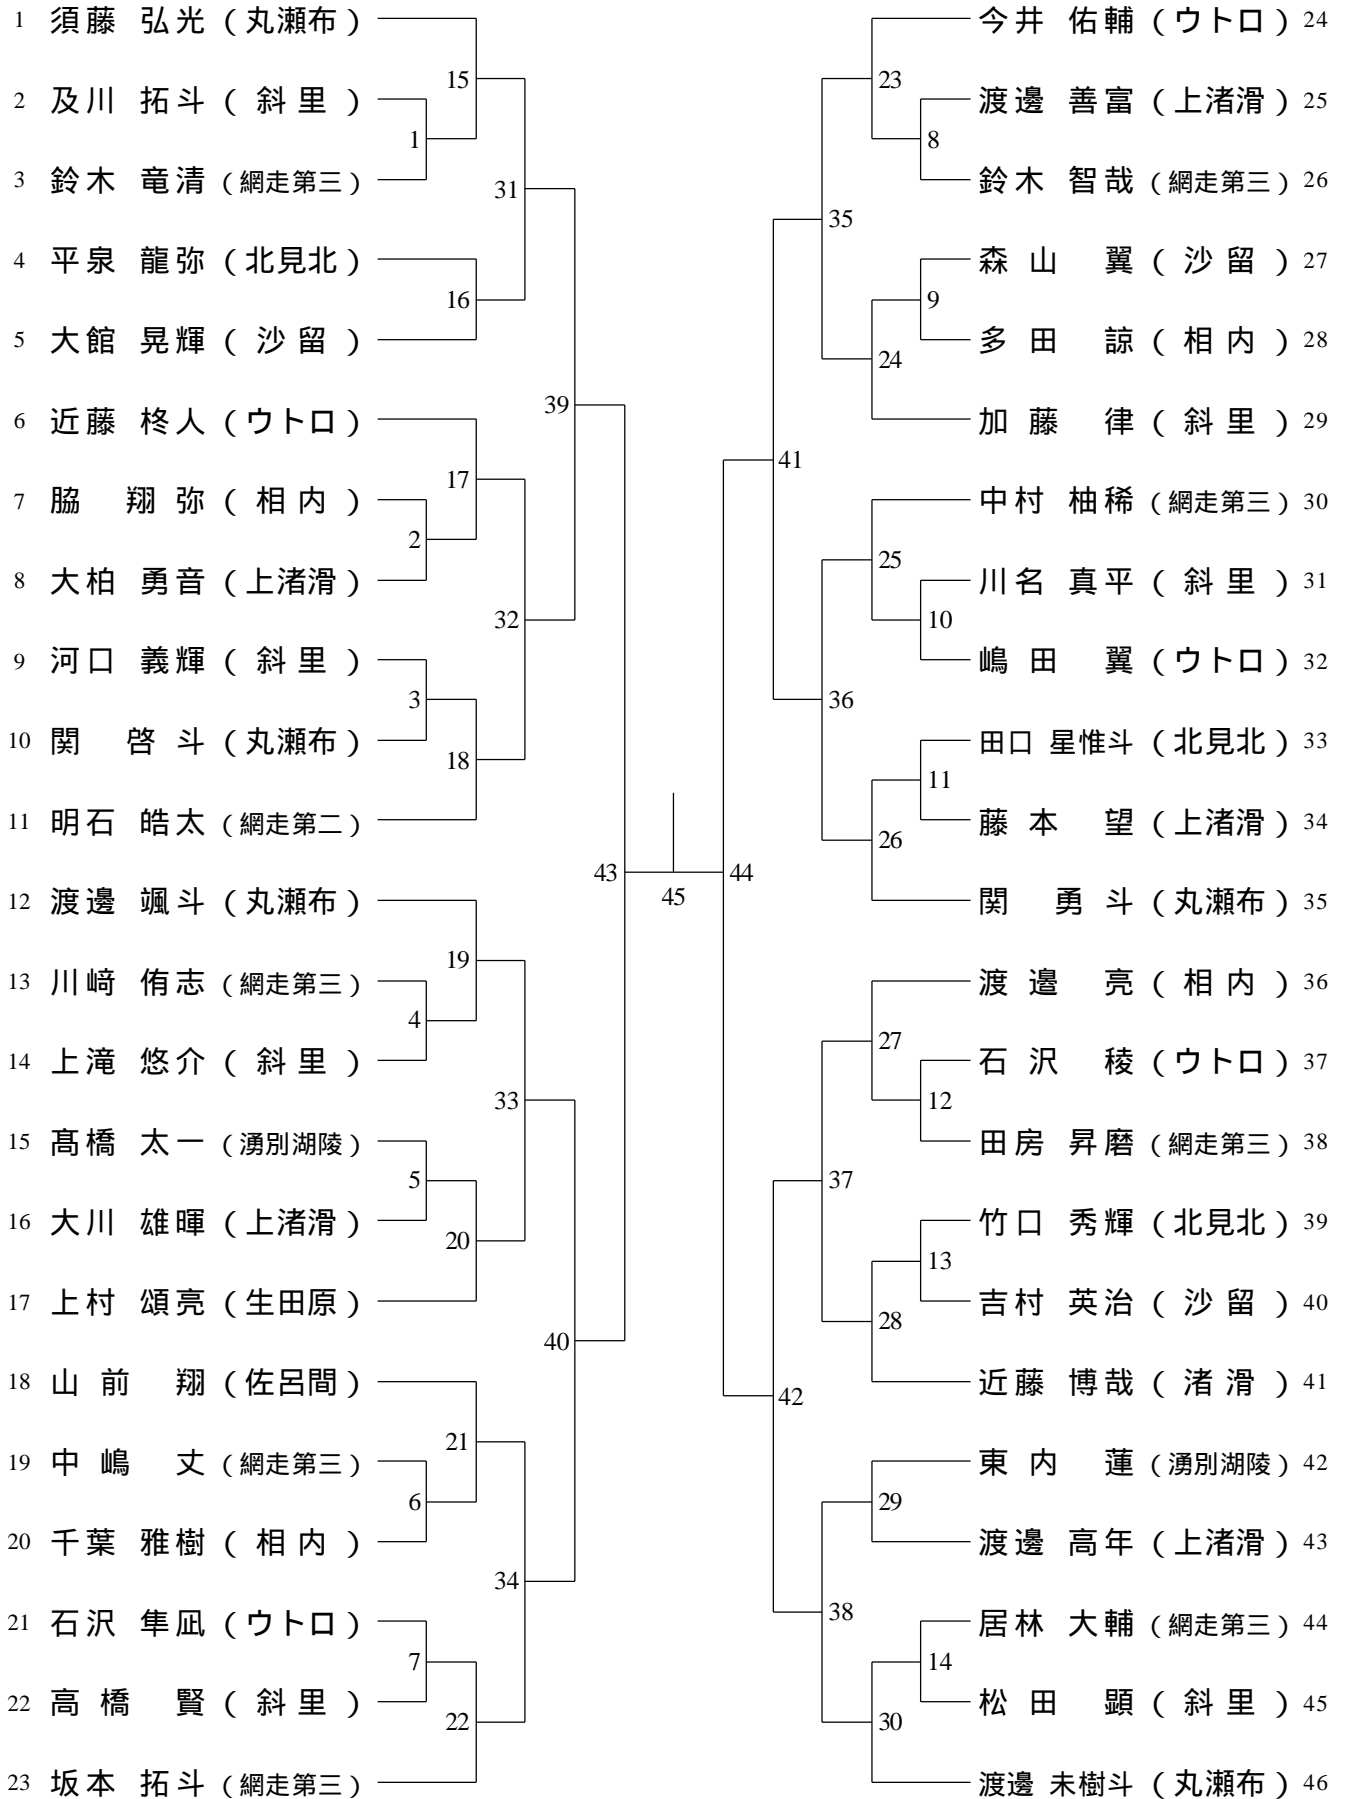 1 須藤 弘光 (丸瀬布)
2 及川 拓斗 (斜里)
3 鈴木 竜清 (網走第三)
4 平泉 龍弥 (北見北)
5 大館 晃輝 (沙留)
6 近藤 柊人 (ウトロ)
7 脇 翔弥 (相内)
8 大柏 勇音 (上渚滑)
9 河口 義輝 (斜里)
10 関 啓斗 (丸瀬布)
11 明石 皓太 (網走第二)
12 渡邊 颯斗 (丸瀬布)
13 川﨑 侑志 (網走第三)
14 上滝 悠介 (斜里)
15 髙橋 太一 (湧別湖陵)
16 大川 雄暉 (上渚滑)
17 上村 頌亮 (生田原)
18 山前 翔 (佐呂間)
19 中嶋 丈 (網走第三)
20 千葉 雅樹 (相内)
21 石沢 隼凪 (ウトロ)
22 高橋 賢 (斜里)
23 坂本 拓斗 (網走第三)
15
1
31
16
39
17
2
32
3
18
43
19
4
33
5
20
40
21
6
34
7
22
45
44
23
8
35
9
24
41
25
10
36
11
26
27
12
37
13
28
42
29
38
14
30
今井 佑輔 (ウトロ) 24
渡邊 善富 (上渚滑) 25
鈴木 智哉 (網走第三) 26
森山 翼 (沙留) 27
多田 諒 (相内) 28
加藤 律 (斜里) 29
中村 柚稀 (網走第三) 30
川名 真平 (斜里) 31
嶋田 翼 (ウトロ) 32
田口 星惟斗 (北見北) 33
藤本 望 (上渚滑) 34
関 勇斗 (丸瀬布) 35
渡邉 亮 (相内) 36
石沢 稜 (ウトロ) 37
田房 昇磨 (網走第三) 38
竹口 秀輝 (北見北) 39
吉村 英治 (沙留) 40
近藤 博哉 (渚滑) 41
東内 蓮 (湧別湖陵) 42
渡邊 高年 (上渚滑) 43
居林 大輔 (網走第三) 44
松田 顕 (斜里) 45
渡邊 未樹斗 (丸瀬布) 46